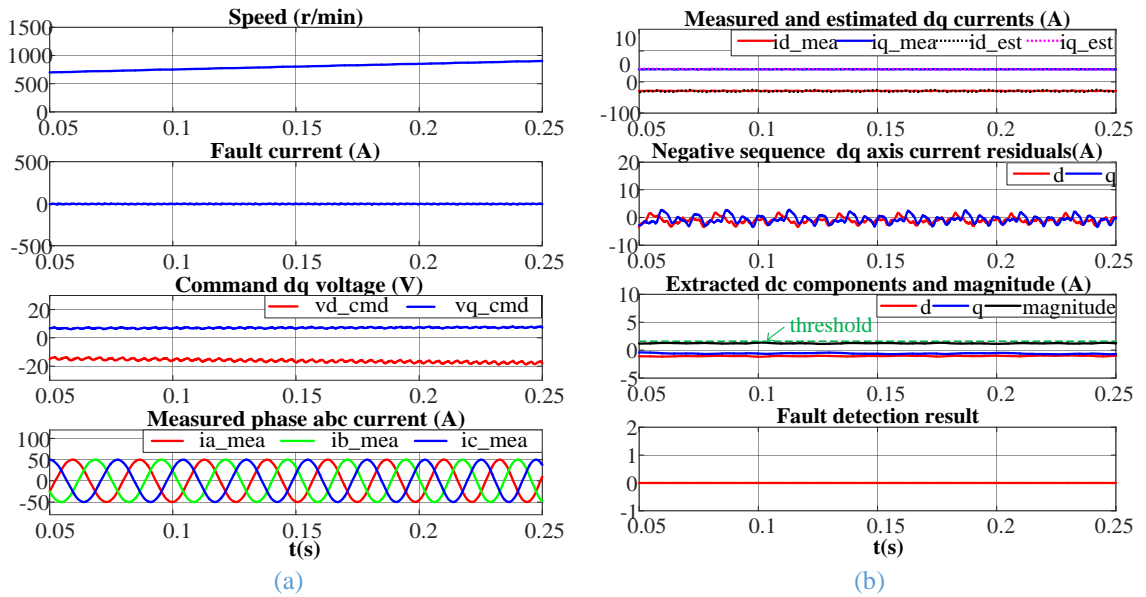 Speed (r/min)
1500
1000
500
0
0.05 0.1 0.15 0.2 0.25
Fault current (A)
500
0
-500
0.05 0.1 0.15 0.2 0.25
Command dq voltage (V)
20
vd_cmd vq_cmd
0
-20
0.05 0.1 0.15 0.2 0.25
Measured phase abc current (A)
100
ia_mea ib_mea ic_mea
50
0
-50
0.05 0.1 0.15 0.2 0.25
t(s)
(a)
Measured and estimated dq currents (A)
10
id_mea iq_mea id_est iq_est
0
0
-100
0.05 0.1 0.15 0.2 0.25
Negative sequence dq axis current residuals(A)
20
d q
10
0
-10
0.05 0.1 0.15 0.2 0.25
Extracted dc components and magnitude (A)
10
d q magnitude
5
threshold
0
-5
0.05 0.1 0.15 0.2 0.25
Fault detection result
2
1
0
-1
0.05 0.1 0.15 0.2 0.25
t(s)
(b)